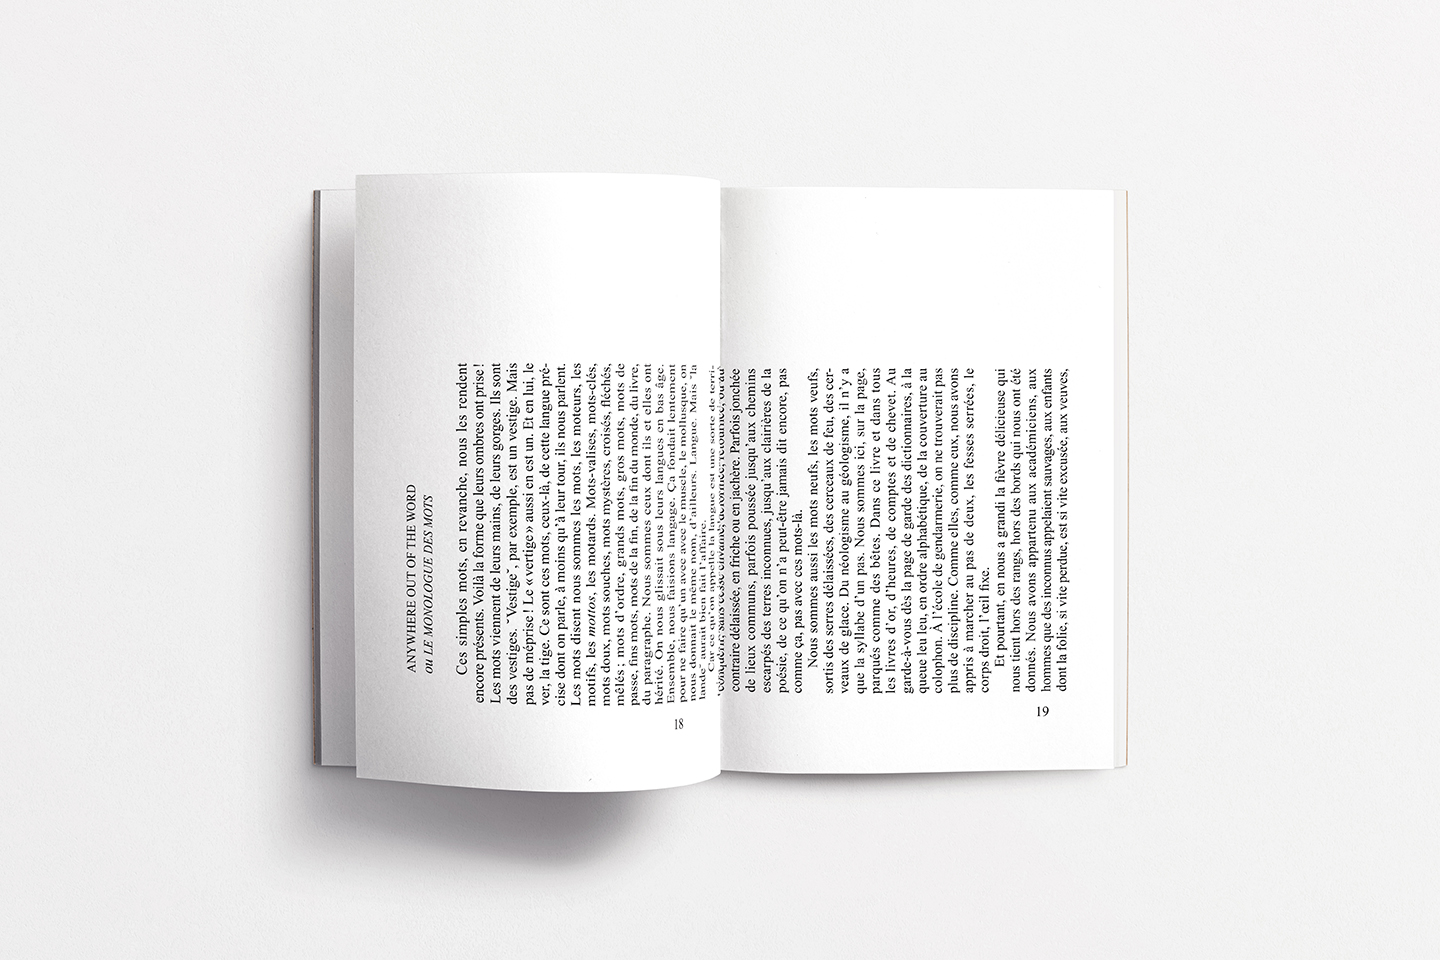 ANYWHERE OUT OF THE WORD
ou LE MONOLOGUE DES MOTS
Ces simples mots, en revanche, nous les rendent
encore présents. Voilà la forme que leurs ombres ont prise !
Les mots viennent de leurs mains, de leurs gorges. Ils sont
des vestiges. ˝Vestige˝, par exemple, est un vestige. Mais
pas de méprise ! Le « vertige » aussi en est un. Et en lui, le
ver, la tige. Ce sont ces mots, ceux-là, de cette langue pré-
cise dont on parle, à moins qu’à leur tour, ils nous parlent.
Les mots disent nous sommes les mots, les moteurs, les
motifs, les mottos, les motards. Mots-valises, mots-clés,
mots doux, mots souches, mots mystères, croisés, fléchés,
mêlés ; mots d’ordre, grands mots, gros mots, mots de
passe, fins mots, mots de la fin, de la fin du monde, du livre,
du paragraphe. Nous sommes ceux dont ils et elles ont
hérité. On nous glissait sous leurs langues en bas âge.
Ensemble, nous faisions langage. Ça fondait lentement
pour ne faire qu’un avec le muscle, le mollusque, on
nous donnait le même nom, d’ailleurs. Langue. Mais ˝la
lande˝ aurait bien fait l’affaire.
Car ce qu’on appelle la langue est une sorte de terri-
conquérir, sans cesse enclavé, déformée, retournée, ou au
contraire délaissée, en friche ou en jachère. Parfois jonchée
de lieux communs, parfois poussée jusqu’aux chemins
escarpés des terres inconnues, jusqu’aux clairières de la
poésie, de ce qu’on n’a peut-être jamais dit encore, pas
comme ça, pas avec ces mots-là.
Nous sommes aussi les mots neufs, les mots veufs,
sortis des serres délaissées, des cerceaux de feu, des cer-
veaux de glace. Du néologisme au géologisme, il n’y a
que la syllabe d’un pas. Nous sommes ici, sur la page,
parqués comme des bêtes. Dans ce livre et dans tous
les livres d’or, d’heures, de comptes et de chevet. Au
garde-à-vous dès la page de garde des dictionnaires, à la
queue leu leu, en ordre alphabétique, de la couverture au
colophon. À l’école de gendarmerie, on ne trouverait pas
plus de discipline. Comme elles, comme eux, nous avons
appris à marcher au pas de deux, les fesses serrées, le
corps droit, l’œil fixe.
Et pourtant, en nous a grandi la fièvre délicieuse qui
nous tient hors des rangs, hors des bords qui nous ont été
donnés. Nous avons appartenu aux académiciens, aux
hommes que des inconnus appelaient sauvages, aux enfants
dont la folie, si vite perdue, est si vite excusée, aux veuves,
18
19